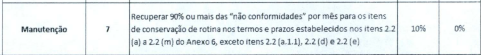 Manutenção 7 Recuperar 90% ou mais das "não conformidades" por mês para os itens de conservação de rotina nos termos e prazos estabelecidos nos itens 2.2 (a) a 2.2 (m) do Anexo 6, exceto itens 2.2 (a.1.1), 2.2 (d) e 2.2 (e) 10% 0%